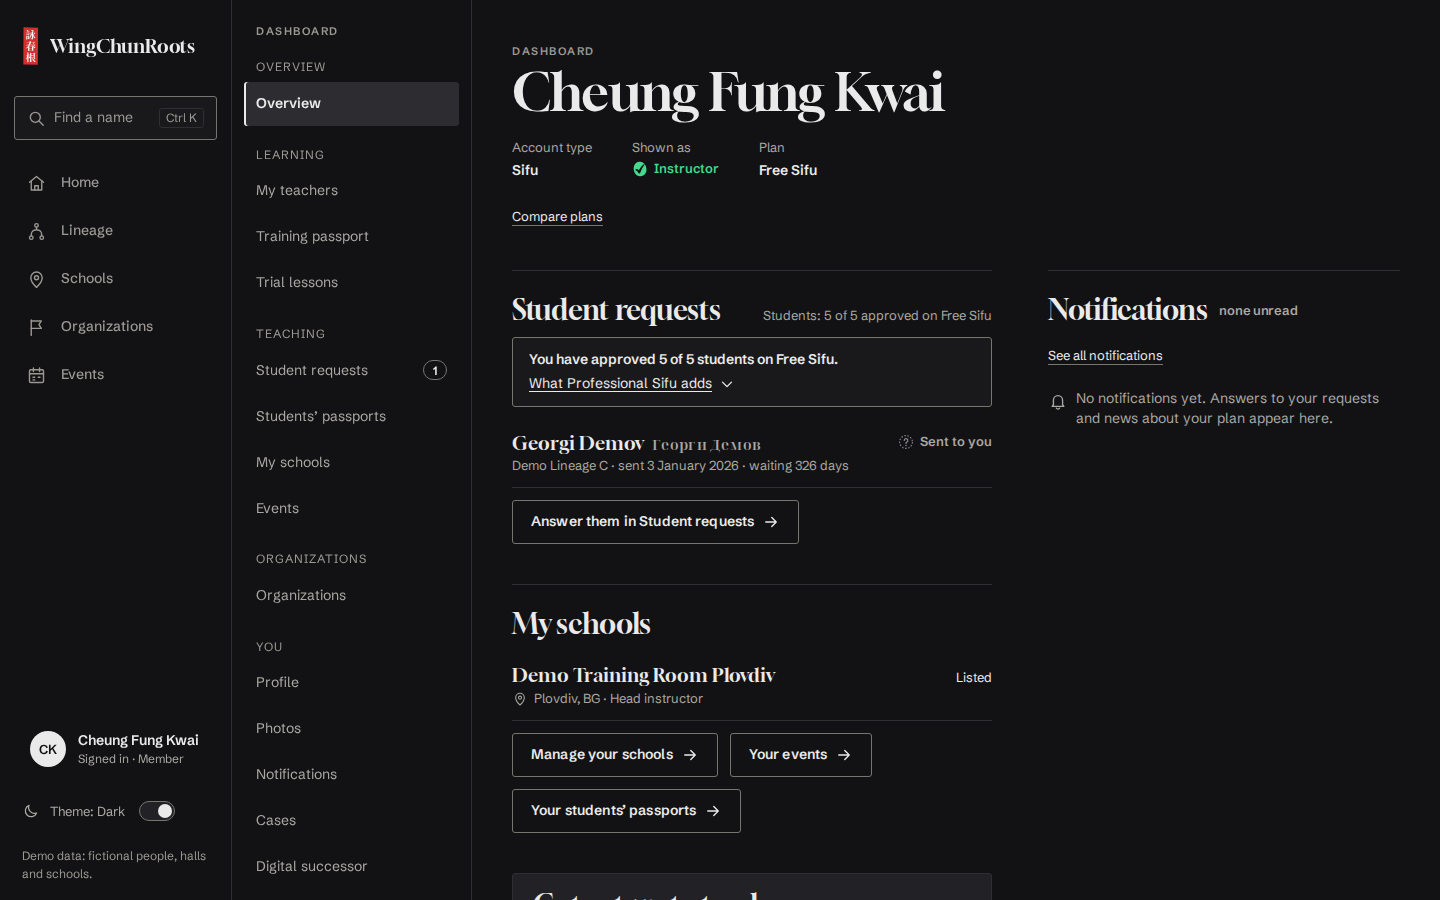 詠春根
WingChunRoots
Find a name Ctrl K
Home
Lineage
Schools
Organizations
Events
CK Cheung Fung Kwai
Signed in · Member
Theme: Dark
Demo data: fictional people, halls
and schools.
DASHBOARD
OVERVIEW
Overview
LEARNING
My teachers
Training passport
Trial lessons
TEACHING
Student requests 1
Students’ passports
My schools
Events
ORGANIZATIONS
Organizations
YOU
Profile
Photos
Notifications
Cases
Digital successor
DASHBOARD
Cheung Fung Kwai
Account type Shown as Plan
Sifu Instructor Free Sifu
Compare plans
Student requests Students: 5 of 5 approved on Free Sifu
You have approved 5 of 5 students on Free Sifu.
What Professional Sifu adds
Georgi Demov Георги Демов Sent to you
Demo Lineage C · sent 3 January 2026 · waiting 326 days
Answer them in Student requests
My schools
Demo Training Room Plovdiv Listed
Plovdiv, BG · Head instructor
Manage your schools Your events
Your students’ passports
Notifications none unread
See all notifications
No notifications yet. Answers to your requests
and news about your plan appear here.